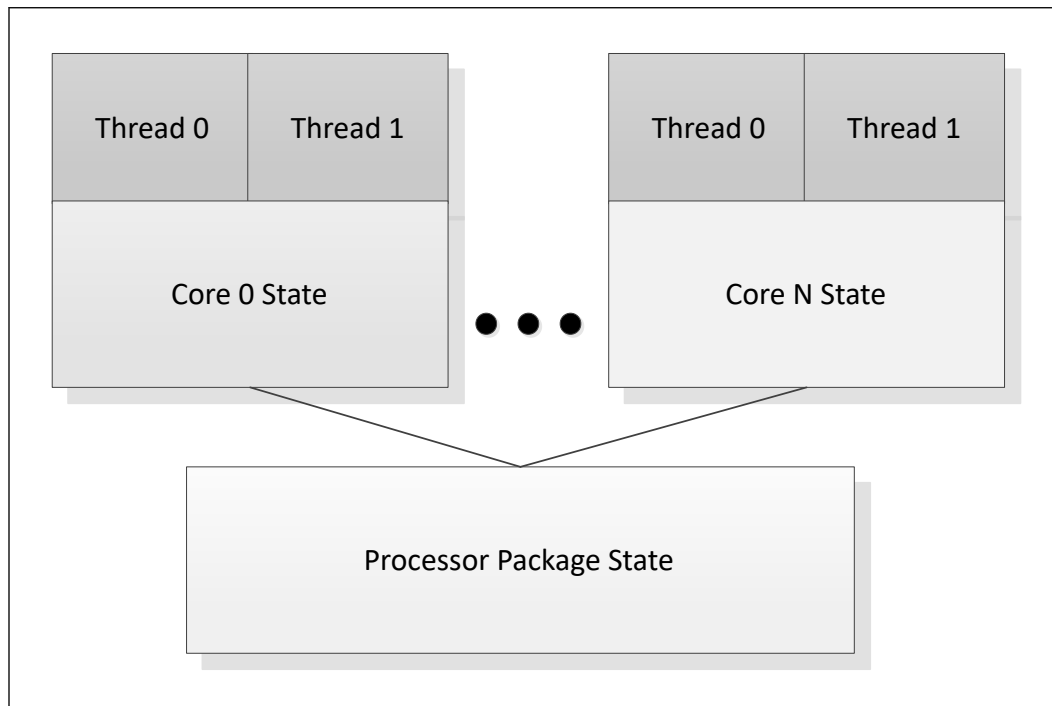 Thread 0
Thread 1
Thread 0
Thread 1
Core 0 State
Core N State
Processor Package State